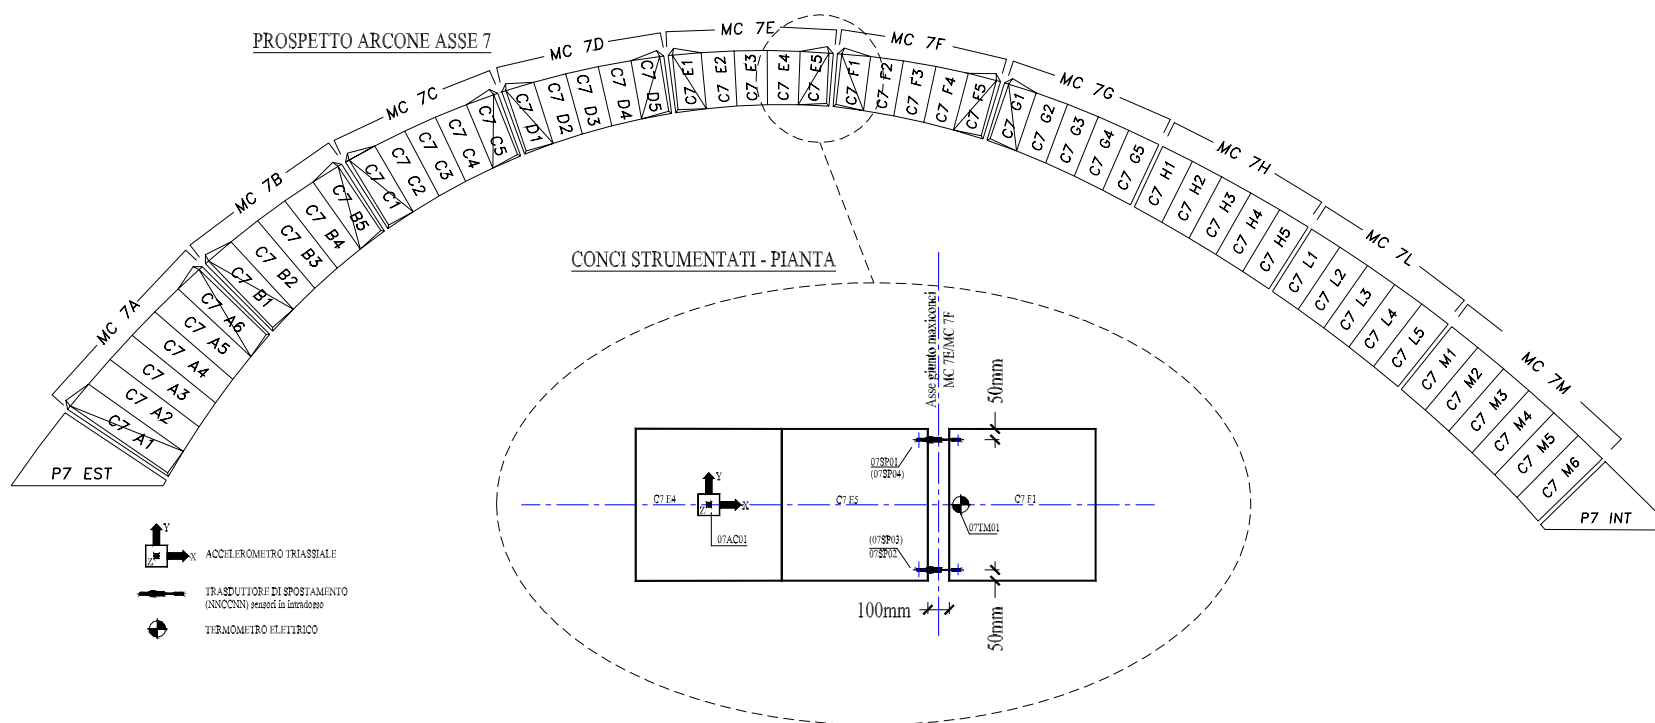 PROSPETTO ARCONE ASSE 7
MC 7A
MC 7B
MC 7C
MC 7D
MC 7E
MC 7F
MC 7G
MC 7H
MC 7L
MC 7M
P7 EST
C7 A1
C7 A2
C7 A3
C7 A4
C7 A5
C7 A6
C7 B1
C7 B2
C7 B3
C7 B4
C7 B5
C7 C1
C7 C2
C7 C3
C7 C4
C7 C5
C7 D1
C7 D2
C7 D3
C7 D4
C7 D5
C7 E1
C7 E2
C7 E3
C7 E4
C7 E5
C7 F1
C7 F2
C7 F3
C7 F4
C7 F5
C7 G1
C7 G2
C7 G3
C7 G4
C7 G5
C7 H1
C7 H2
C7 H3
C7 H4
C7 H5
C7 L1
C7 L2
C7 L3
C7 L4
C7 L5
C7 M1
C7 M2
C7 M3
C7 M4
C7 M5
C7 M6
P7 INT
CONCI STRUMENTATI - PIANTA
Asse giunto maxiconci
MC 7E/MC 7F
50mm
07SP01
(07SP04)
C7 E4
Y
X
Z
07AC01
C7 E5
C7 F1
07TM01
(07SP03)
07SP02
100mm
50mm
Y
X
Z
ACCELEROMETRO TRIASSIALE
TRASDUTTORE DI SPOSTAMENTO
(NNCCNN) sensori in intradosso
TERMOMETRO ELETTRICO